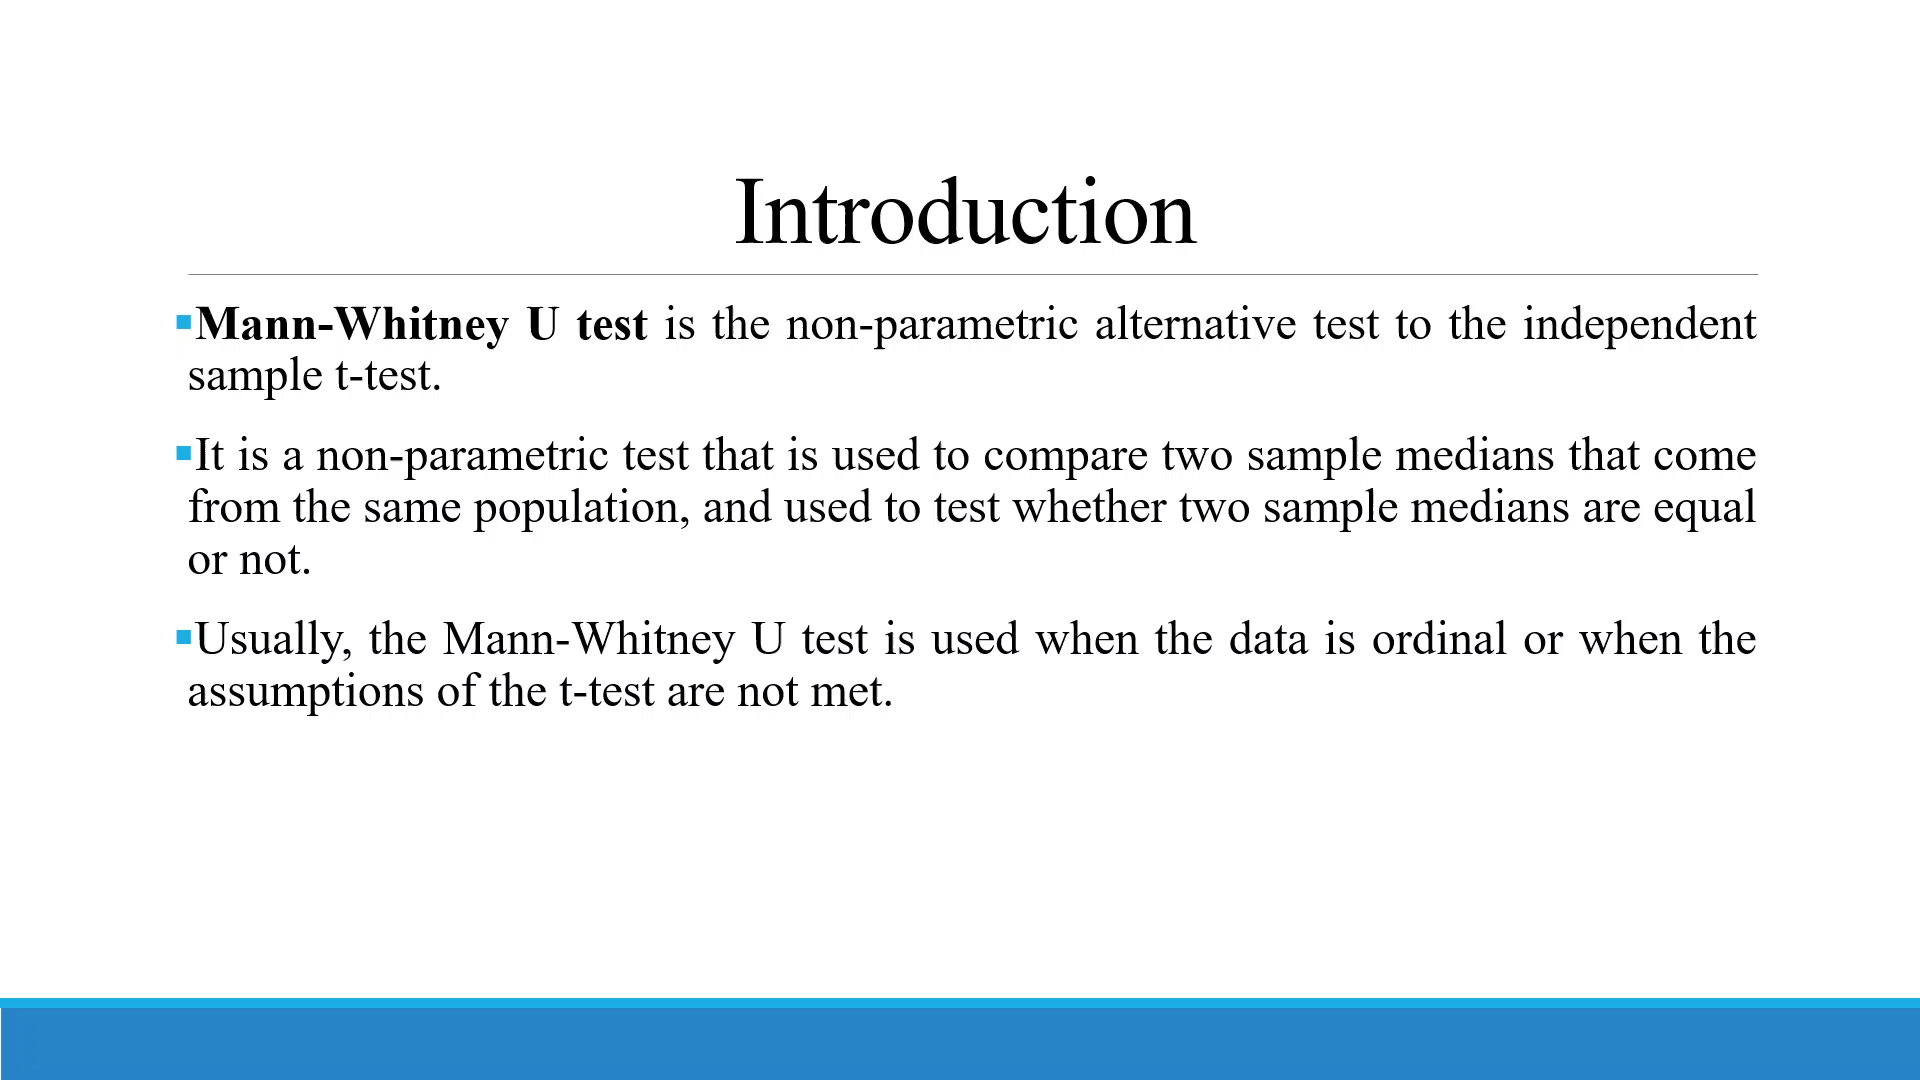 Introduction
▪Mann-Whitney U test is the non-parametric alternative test to the independent
sample t-test.
▪It is a non-parametric test that is used to compare two sample medians that come
from the same population, and used to test whether two sample medians are equal
or not.
▪Usually, the Mann-Whitney U test is used when the data is ordinal or when the
assumptions of the t-test are not met.